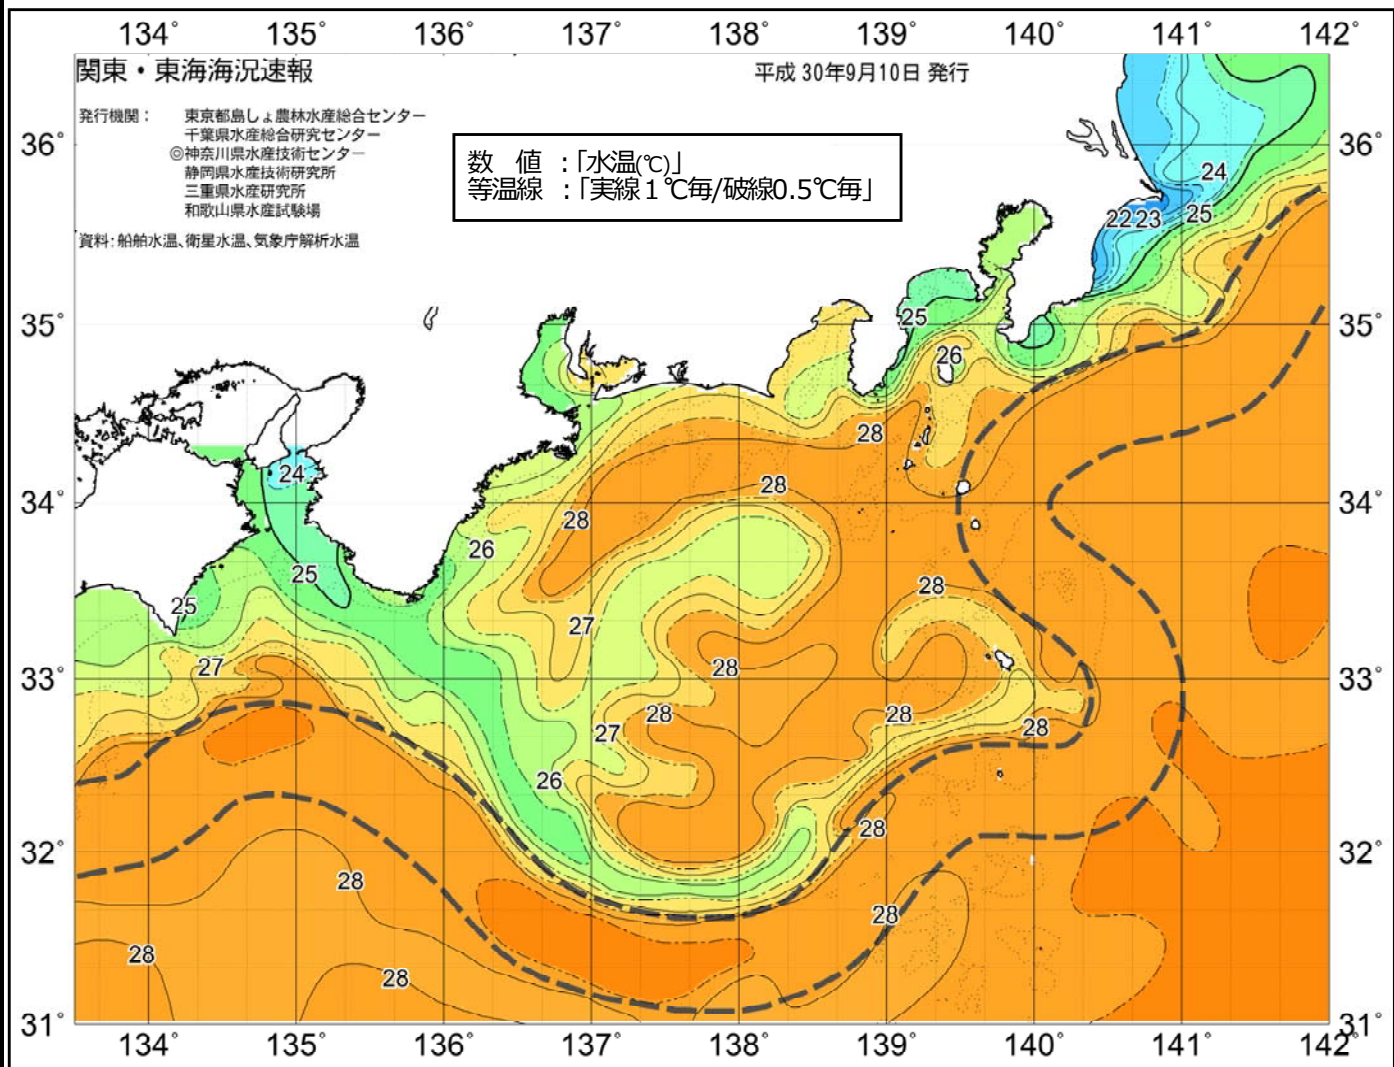 134° 135° 136° 137° 138° 139° 140° 141° 142°
関東・東海海況速報
平成 30年9月10日 発行
発行機関： 東京都島しょ農林水産総合センター
千葉県水産総合研究センター
◎神奈川県水産技術センター
静岡県水産技術研究所
三重県水産研究所
和歌山県水産試験場
資料：船舶水温、衛星水温、気象庁解析水温
数　値　：「水温(℃)」
等温線　：「実線１℃毎/破線0.5℃毎」
36° 36°
24
22 23 25
35° 35°
25
26
28
24
28
34° 34°
28
26
25
25
28
27
27
28
33° 33°
28
28
27
28
26
28
32° 32°
28
28
28
28
31° 31°
134° 135° 136° 137° 138° 139° 140° 141° 142°